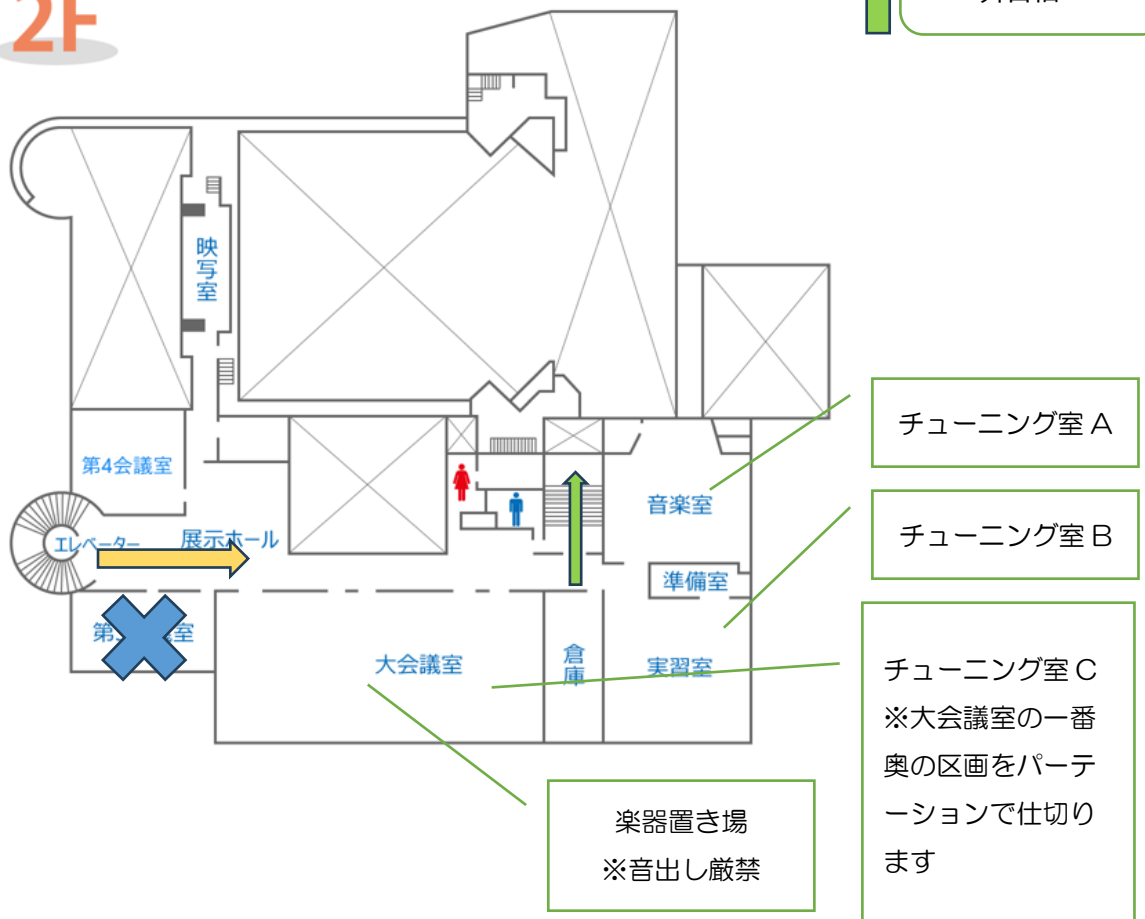 2F
映写室
第4会議室
エレベーター
展示ホール
音楽室
準備室
第
室
大会議室
倉庫
実習室
チューニング室 A
チューニング室 B
チューニング室 C
※大会議室の一番
奥の区画をパーテ
ーションで仕切り
ます
楽器置き場
※音出し厳禁